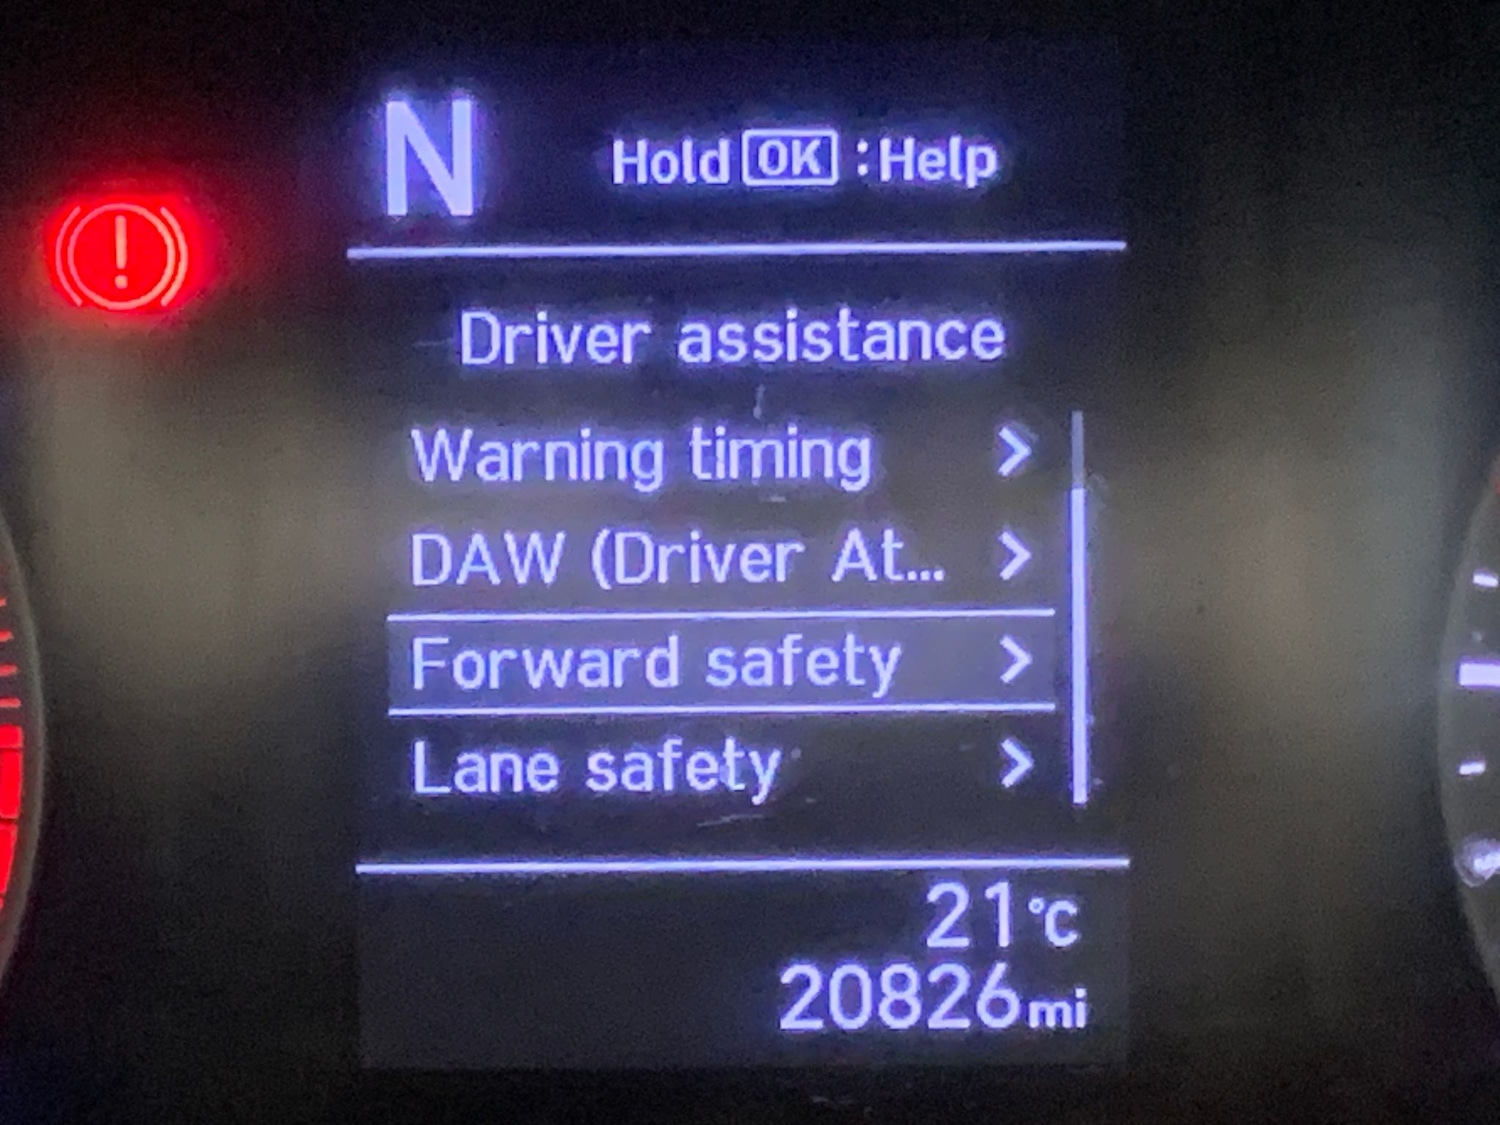 N
Hold OK :Help
Driver assistance
Warning timing >
DAW (Driver At... >
Forward safety >
Lane safety >
21°C
20826mi